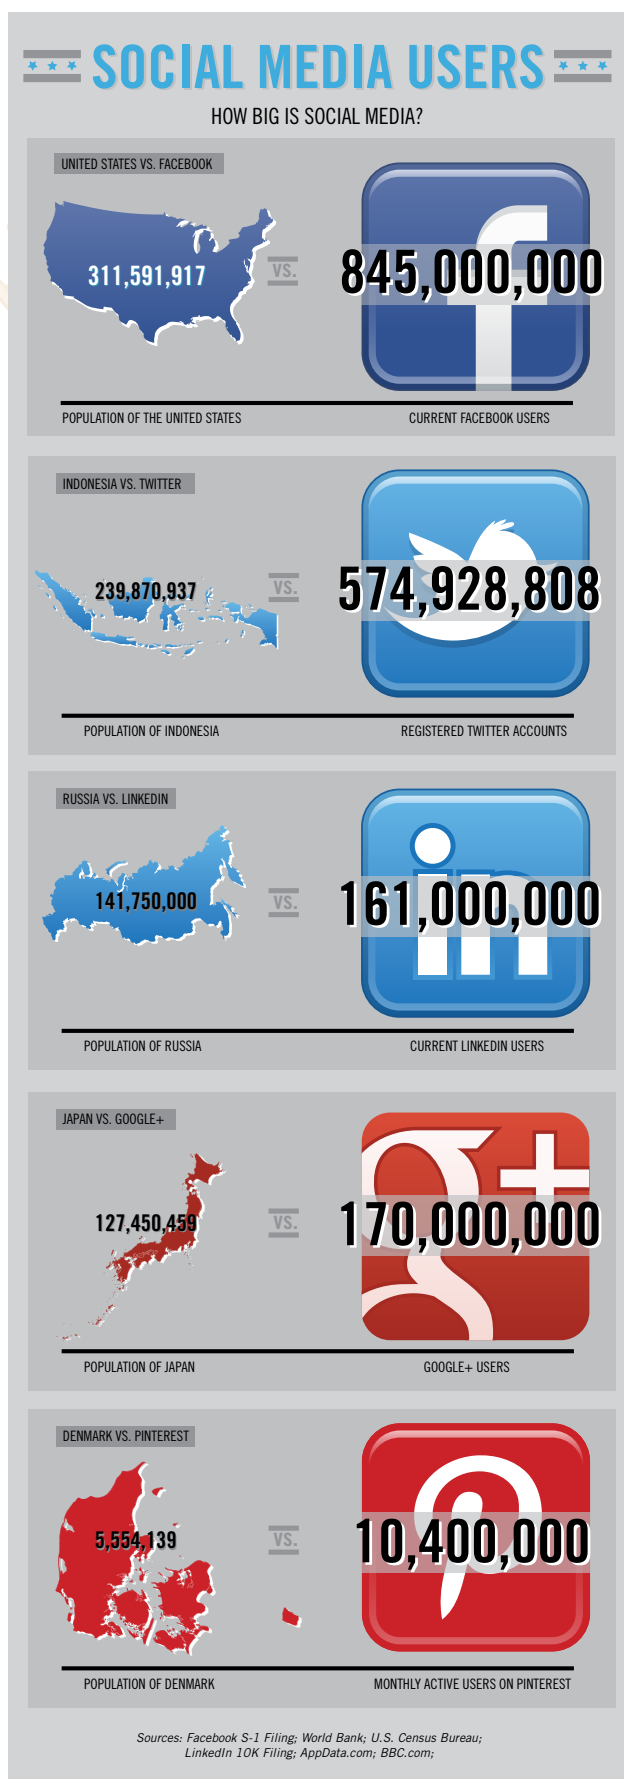 SOCIAL MEDIA USERS
HOW BIG IS SOCIAL MEDIA?
UNITED STATES VS. FACEBOOK
311,591,917
VS.
845,000,000
POPULATION OF THE UNITED STATES
CURRENT FACEBOOK USERS
INDONESIA VS. TWITTER
239,870,937
VS.
574,928,808
POPULATION OF INDONESIA
REGISTERED TWITTER ACCOUNTS
RUSSIA VS. LINKEDIN
141,750,000
VS.
in
161,000,000
POPULATION OF RUSSIA
CURRENT LINKEDIN USERS
JAPAN VS. GOOGLE+
127,450,459
VS.
g+
170,000,000
POPULATION OF JAPAN
GOOGLE+ USERS
DENMARK VS. PINTEREST
5,554,139
VS.
10,400,000
POPULATION OF DENMARK
MONTHLY ACTIVE USERS ON PINTEREST
Sources: Facebook S-1 Filing; World Bank; U.S. Census Bureau;
LinkedIn 10K Filing; AppData.com; BBC.com;